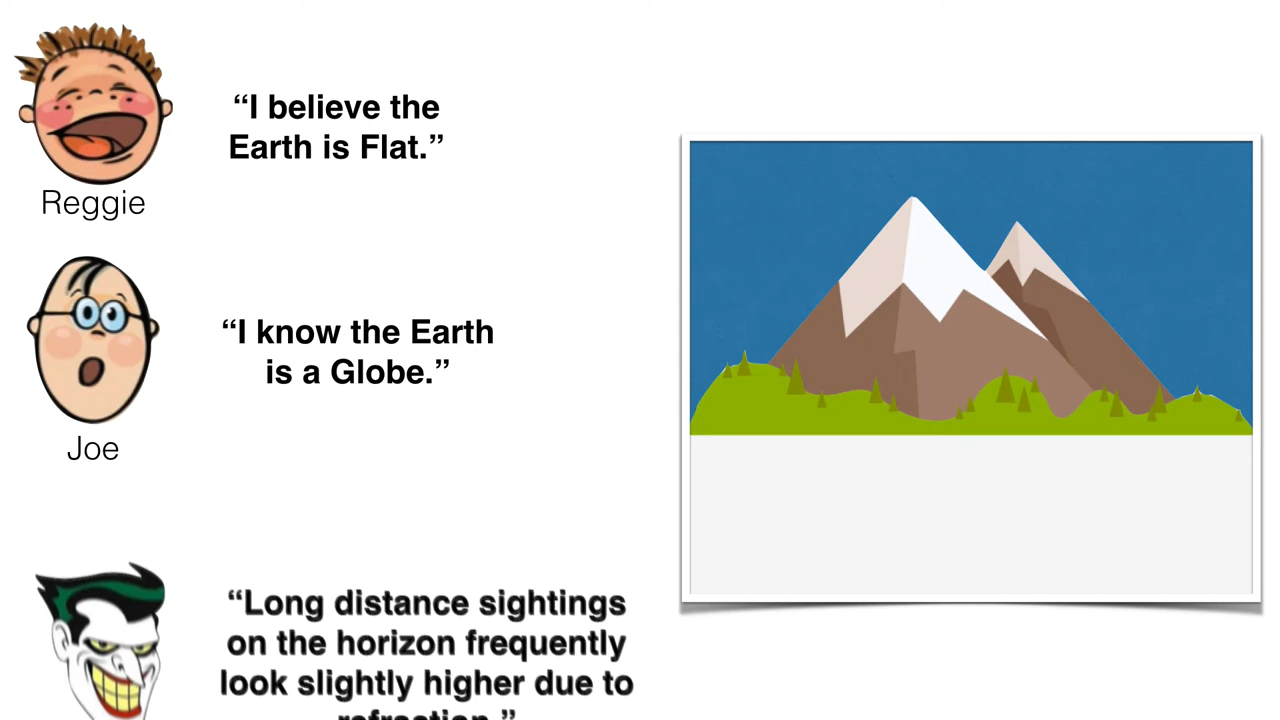 “I believe the
Earth is Flat.”
Reggie
“I know the Earth
is a Globe.”
Joe
“Long distance sightings
on the horizon frequently
look slightly higher due to
refraction.”